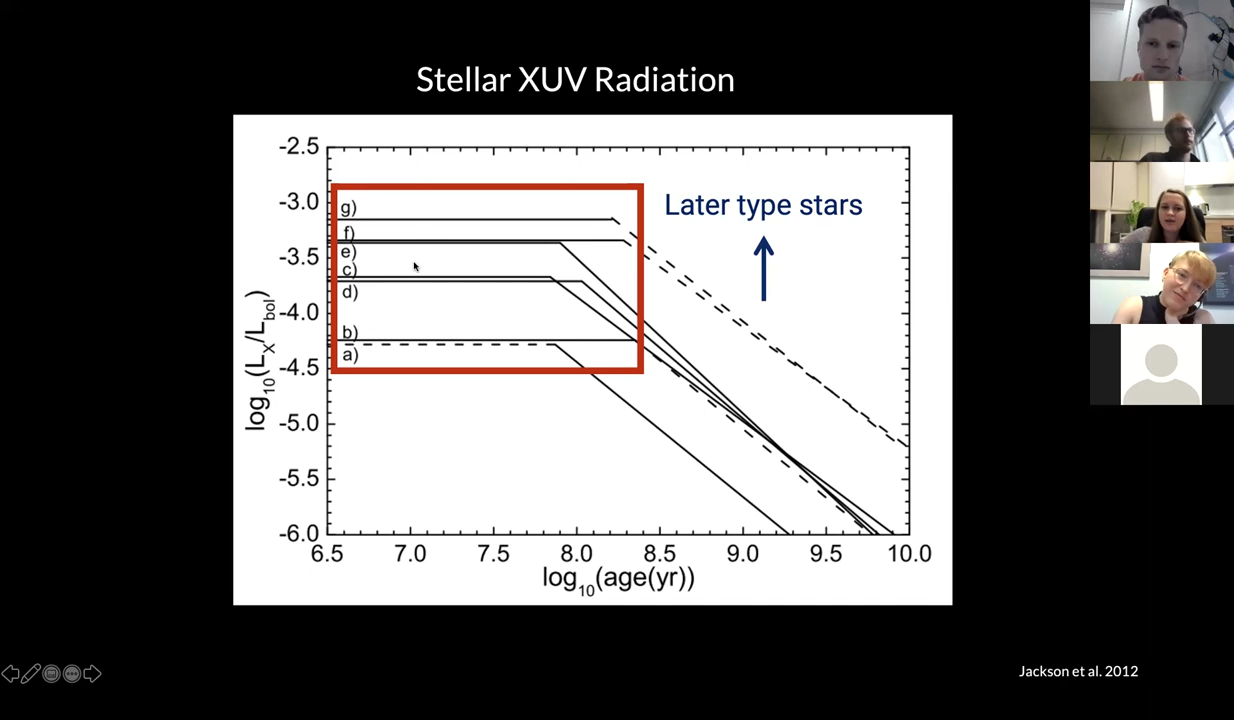 Stellar XUV Radiation
-2.5
-3.0
-3.5
-4.0
-4.5
-5.0
-5.5
-6.0
log10(LX/Lbol)
g)
f)
e)
c)
d)
b)
a)
Later type stars
6.5 7.0 7.5 8.0 8.5 9.0 9.5 10.0
log10(age(yr))
Jackson et al. 2012